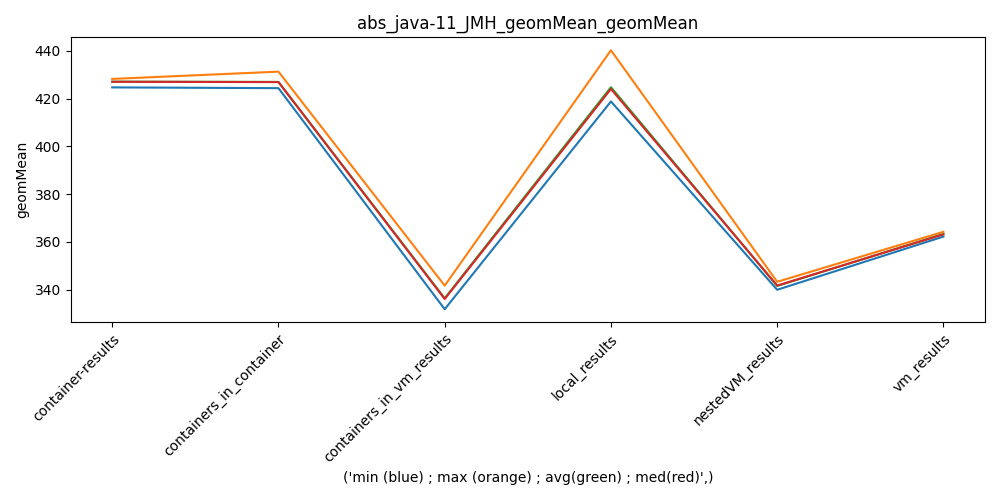 abs_java-11_JMH_geomMean_geomMean
440
420
400
380
360
340
geomMean
container-results
containers_in_container
containers_in_vm_results
local_results
nestedVM_results
vm_results
('min (blue) ; max (orange) ; avg(green) ; med(red)',)